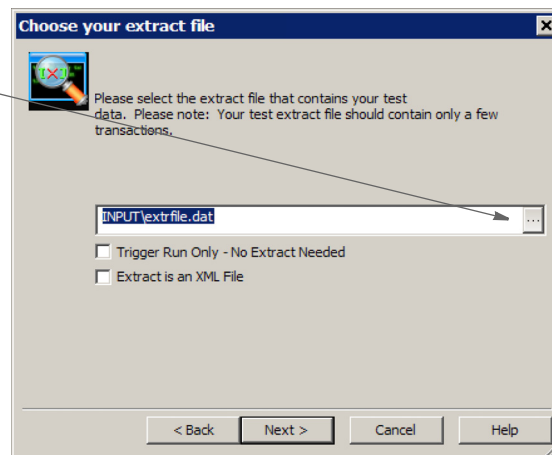 Choose your extract file
Please select the extract file that contains your test
data.  Please note:  Your test extract file should contain only a few
transactions.
INPUT\extrfile.dat
...
Trigger Run Only - No Extract Needed
Extract is an XML File
< Back
Next >
Cancel
Help